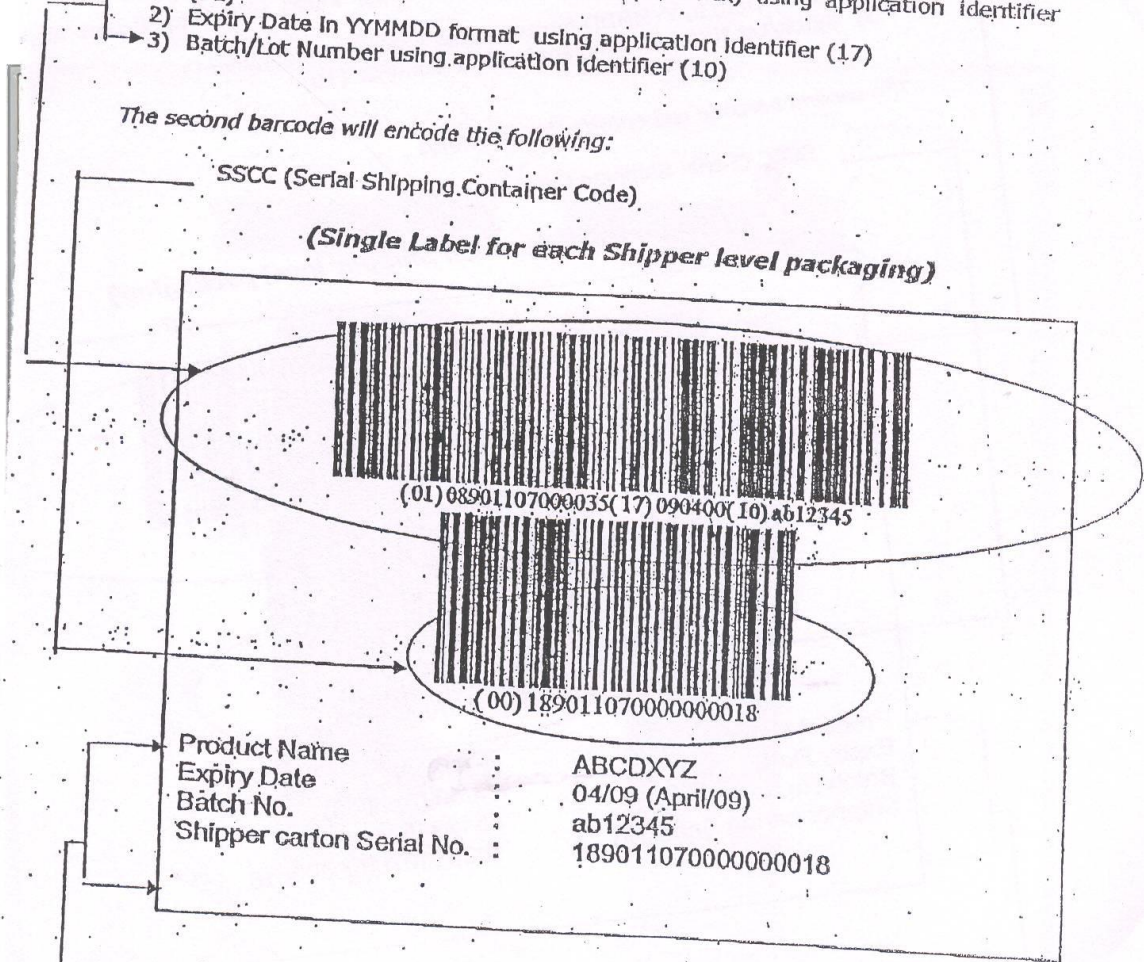 using application identifier
2) Expiry Date in YYMMDD format using application identifier (17)
3) Batch/Lot Number using application identifier (10)
The second barcode will encode the following:
SSCC (Serial Shipping Container Code)
(Single Label for each Shipper level packaging)
(01)08901107000035(17)090400(10)ab12345
(00)189011070000000018
Product Name : ABCDXYZ
Expiry Date : 04/09 (April/09)
Batch No. : ab12345
Shipper carton Serial No. : 189011070000000018